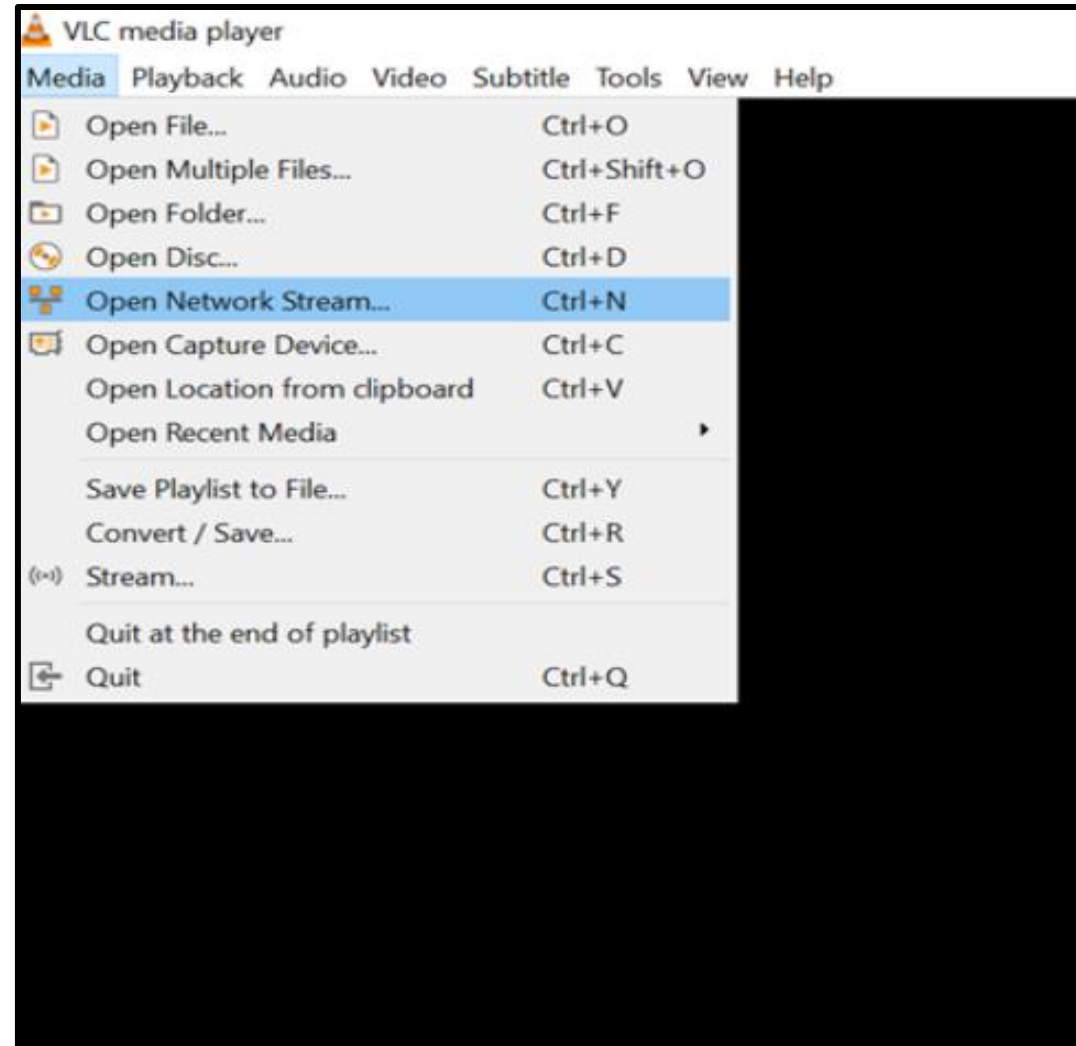 VLC media player
Media Playback Audio Video Subtitle Tools View Help
Open File... Ctrl+O
Open Multiple Files... Ctrl+Shift+O
Open Folder... Ctrl+F
Open Disc... Ctrl+D
Open Network Stream... Ctrl+N
Open Capture Device... Ctrl+C
Open Location from clipboard Ctrl+V
Open Recent Media
Save Playlist to File... Ctrl+Y
Convert / Save... Ctrl+R
Stream... Ctrl+S
Quit at the end of playlist
Quit Ctrl+Q